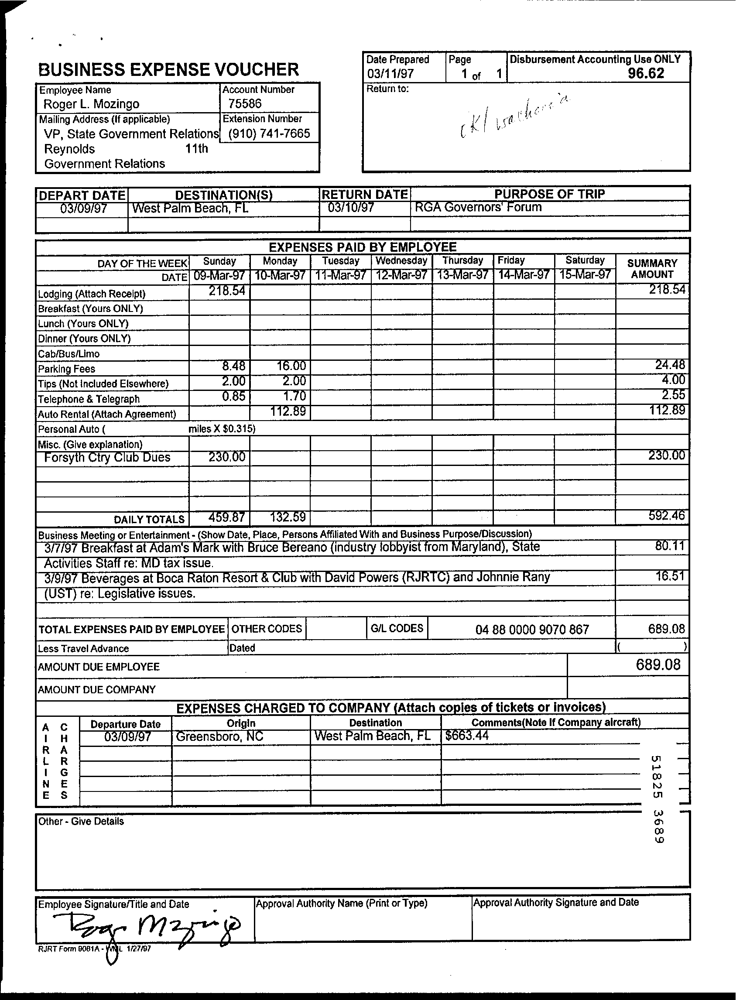 BUSINESS EXPENSE VOUCHER
Date Prepared 03/11/97
Page 1 of 1
Disbursement Accounting Use ONLY 96.62
Employee Name Roger L. Mozingo
Account Number 75586
Return to:
Mailing Address (If applicable)
Extension Number
VP, State Government Relations (910) 741-7665
Reynolds 11th
Government Relations
DEPART DATE DESTINATION(S) RETURN DATE PURPOSE OF TRIP
03/09/97 West Palm Beach, FL 03/10/97 RGA Governors' Forum
EXPENSES PAID BY EMPLOYEE
DAY OF THE WEEK Sunday Monday Tuesday Wednesday Thursday Friday Saturday SUMMARY
DATE 09-Mar-97 10-Mar-97 11-Mar-97 12-Mar-97 13-Mar-97 14-Mar-97 15-Mar-97 AMOUNT
Lodging (Attach Receipt) 218.54 218.54
Breakfast (Yours ONLY)
Lunch (Yours ONLY)
Dinner (Yours ONLY)
Cab/Bus/Limo
Parking Fees 8.48 16.00 24.48
Tips (Not Included Elsewhere) 2.00 2.00 4.00
Telephone & Telegraph 0.85 1.70 2.55
Auto Rental (Attach Agreement) 112.89 112.89
Personal Auto ( miles X $0.315)
Misc. (Give explanation)
Forsyth Ctry Club Dues 230.00 230.00
DAILY TOTALS 459.87 132.59 592.46
Business Meeting or Entertainment - (Show Date, Place, Persons Affiliated With and Business Purpose/Discussion)
3/7/97 Breakfast at Adam's Mark with Bruce Bereano (industry lobbyist from Maryland), State 80.11
Activities Staff re: MD tax issue.
3/9/97 Beverages at Boca Raton Resort & Club with David Powers (RJRTC) and Johnnie Rany 16.51
(UST) re: Legislative issues.
TOTAL EXPENSES PAID BY EMPLOYEE OTHER CODES G/L CODES 04 88 0000 9070 867 689.08
Less Travel Advance Dated ( )
AMOUNT DUE EMPLOYEE 689.08
AMOUNT DUE COMPANY
EXPENSES CHARGED TO COMPANY (Attach copies of tickets or invoices)
AIRLINE CHARGES
Departure Date Origin Destination Comments(Note If Company aircraft)
03/09/97 Greensboro, NC West Palm Beach, FL $663.44
51825 3689
Other - Give Details
Employee Signature/Title and Date
Approval Authority Name (Print or Type)
Approval Authority Signature and Date
Roger Mozingo
RJRT Form 9081A - 1/27/97